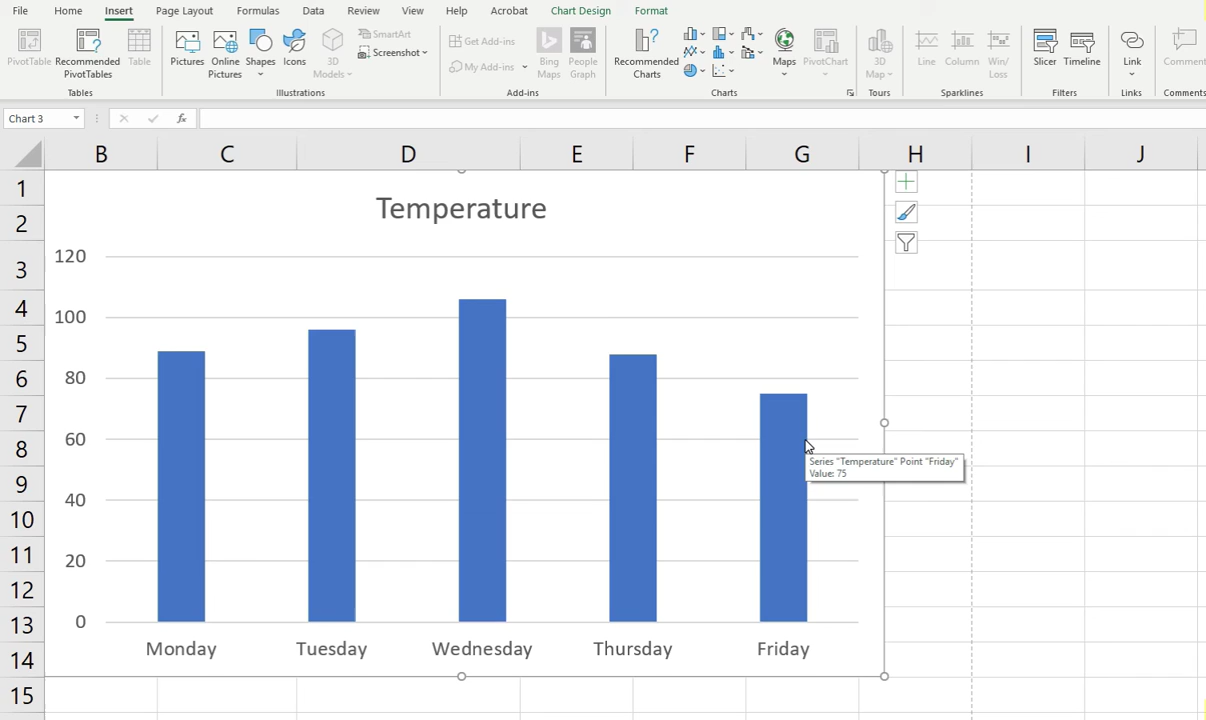 File Home Insert Page Layout Formulas Data Review View Help Acrobat Chart Design Format
PivotTable
Recommended
PivotTables
Table
Tables
Pictures
Online
Pictures
Shapes
Icons
3D
Models
SmartArt
Screenshot
Illustrations
Get Add-ins
My Add-ins
Bing
Maps
People
Graph
Add-ins
Recommended
Charts
Maps
PivotChart
Charts
3D
Map
Tours
Line
Column
Win/
Loss
Sparklines
Slicer
Timeline
Filters
Link
Links
Comment
Comments
Chart 3
fx
B C D E F G H I J
1
2
3
4
5
6
7
8
9
10
11
12
13
14
15
Temperature
120
100
80
60
40
20
0
Monday Tuesday Wednesday Thursday Friday
Series "Temperature" Point "Friday"
Value: 75